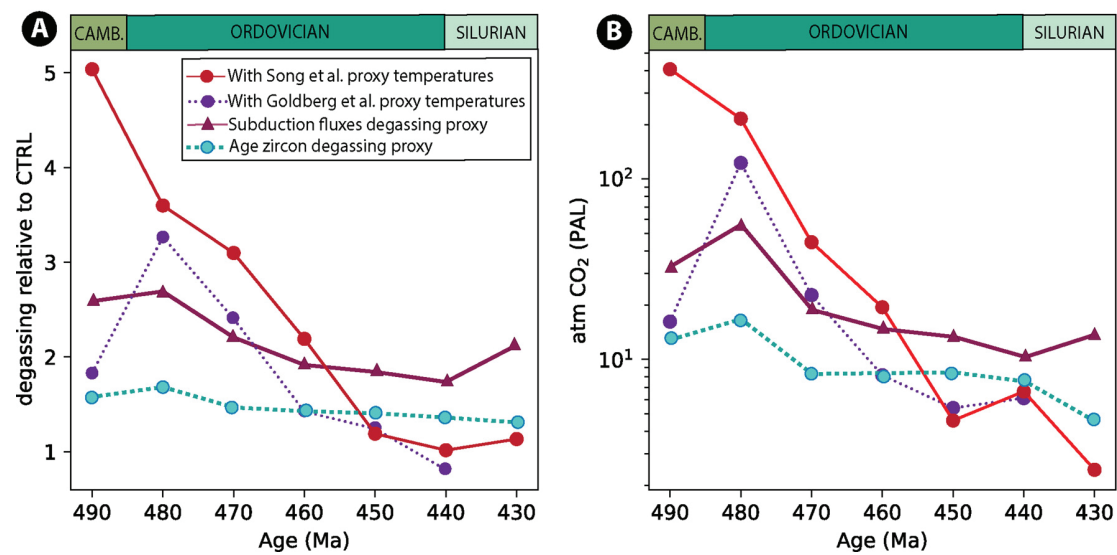 A
CAMB.
ORDOVICIAN
SILURIAN
degassing relative to CTRL
5
4
3
2
1
With Song et al. proxy temperatures
With Goldberg et al. proxy temperatures
Subduction fluxes degassing proxy
Age zircon degassing proxy
490 480 470 460 450 440 430
Age (Ma)
B
CAMB.
ORDOVICIAN
SILURIAN
atm CO₂ (PAL)
10²
10¹
490 480 470 460 450 440 430
Age (Ma)